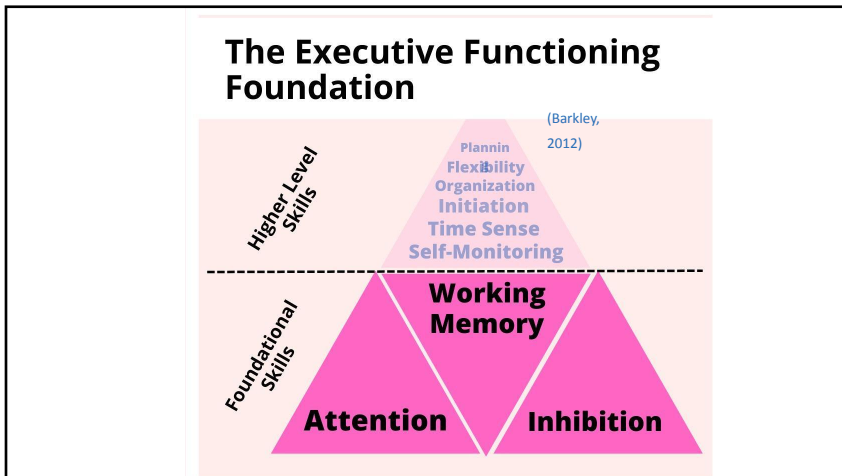 The Executive Functioning
Foundation
(Barkley,
2012)
Higher Level
Skills
Plannin
g
Flexibility
Organization
Initiation
Time Sense
Self-Monitoring
Foundational
Skills
Working
Memory
Attention
Inhibition